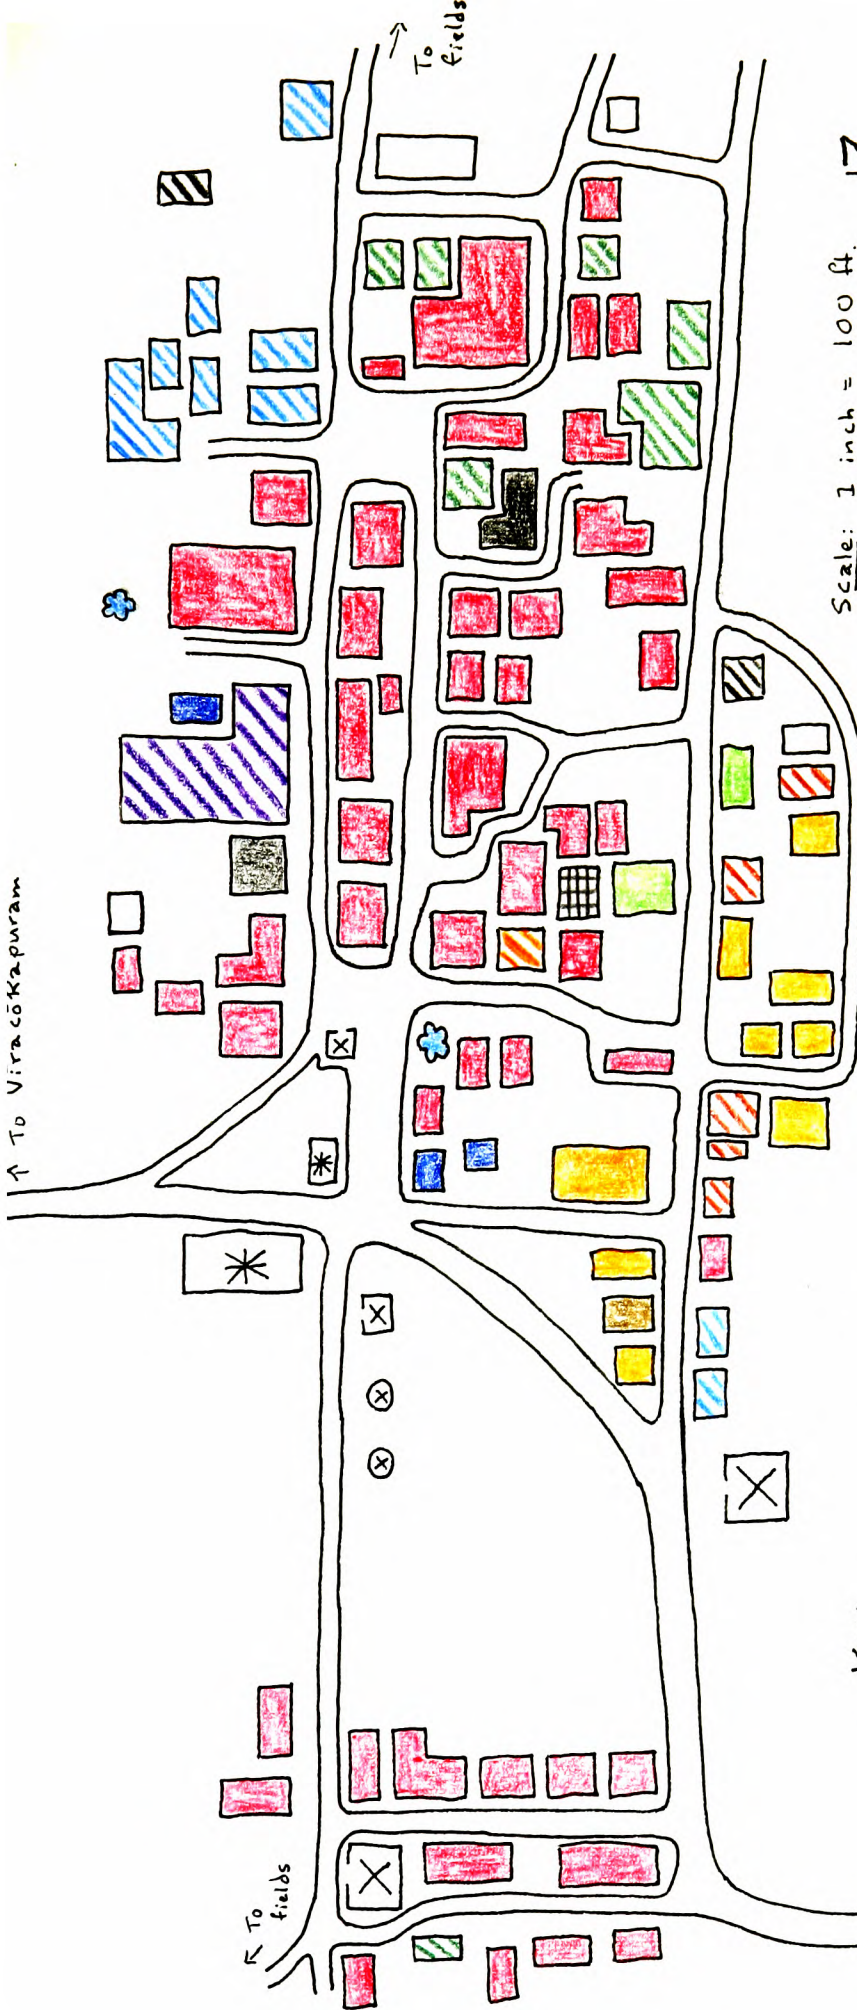 ↑ To Viracōkapuram
↗ To
fields
↖ To
fields
Scale: 1 inch = 100 ft.